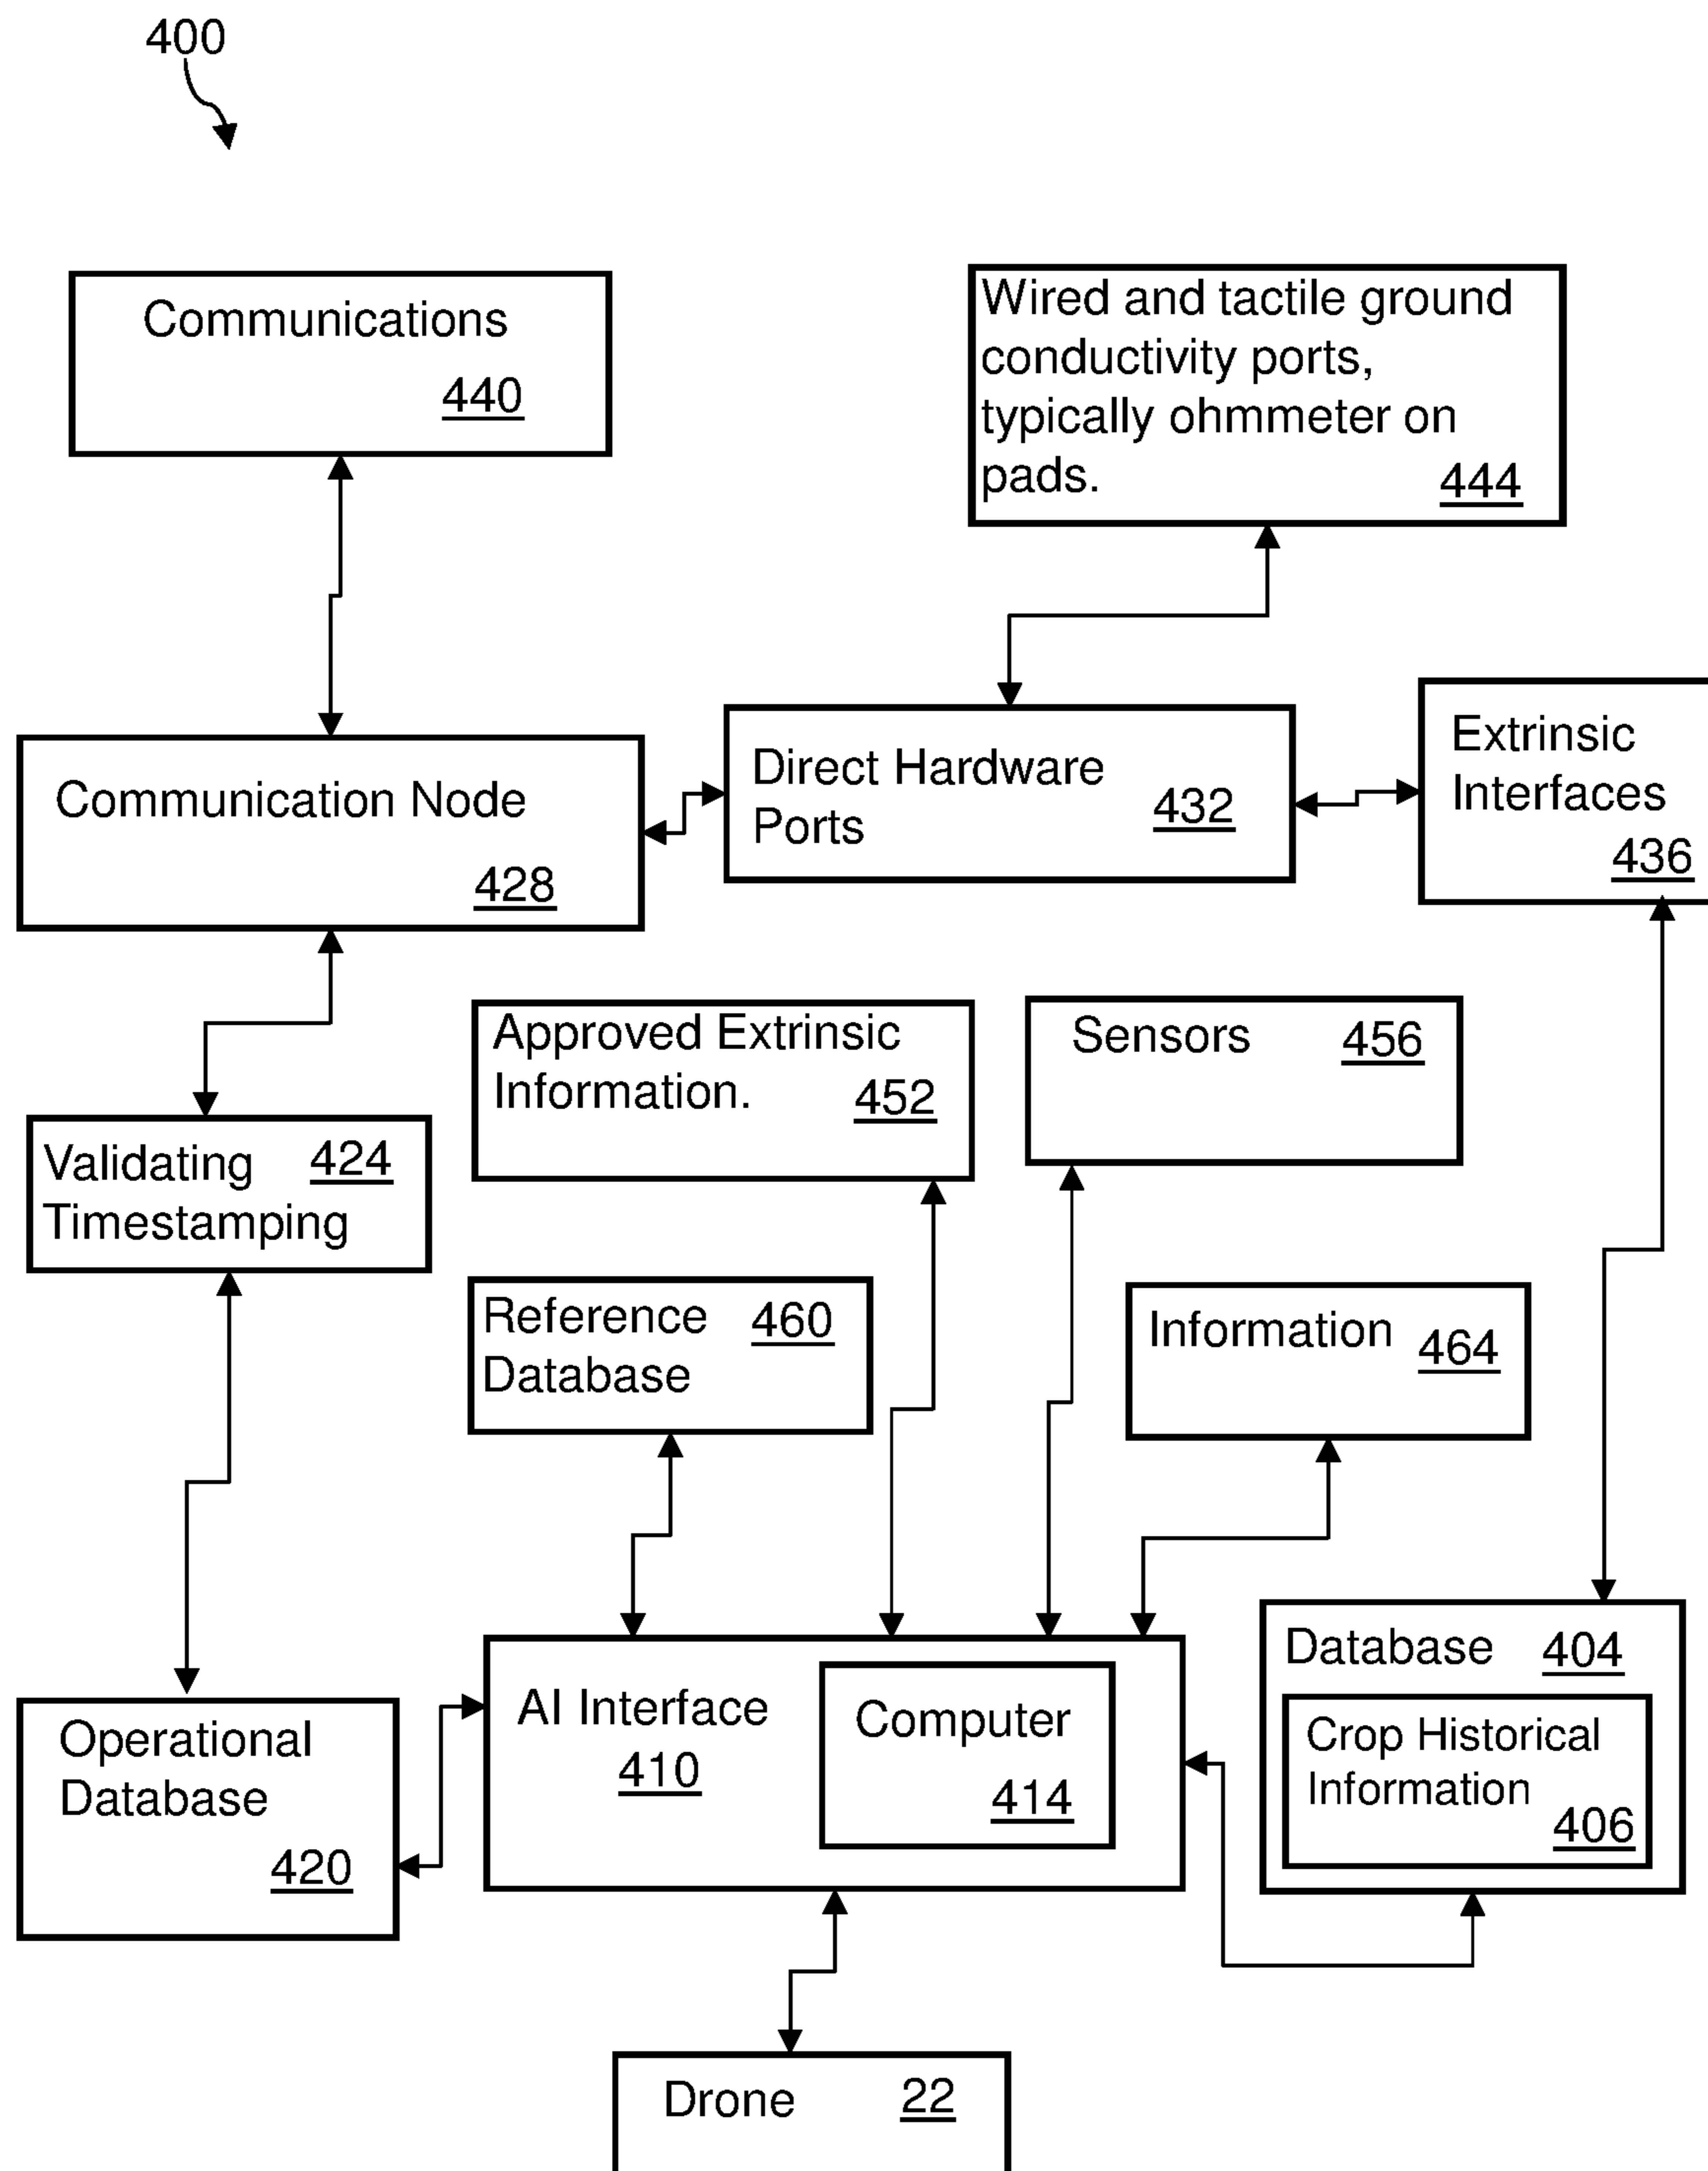 400
Communications
440
Wired and tactile ground
conductivity ports,
typically ohmmeter on
pads.
444
Communication Node
428
Direct Hardware
Ports
432
Extrinsic
Interfaces
436
Approved Extrinsic
Information.
452
Sensors 456
Validating 424
Timestamping
Reference 460
Database
Information 464
Operational
Database
420
AI Interface
410
Computer
414
Database 404
Crop Historical
Information
406
Drone 22